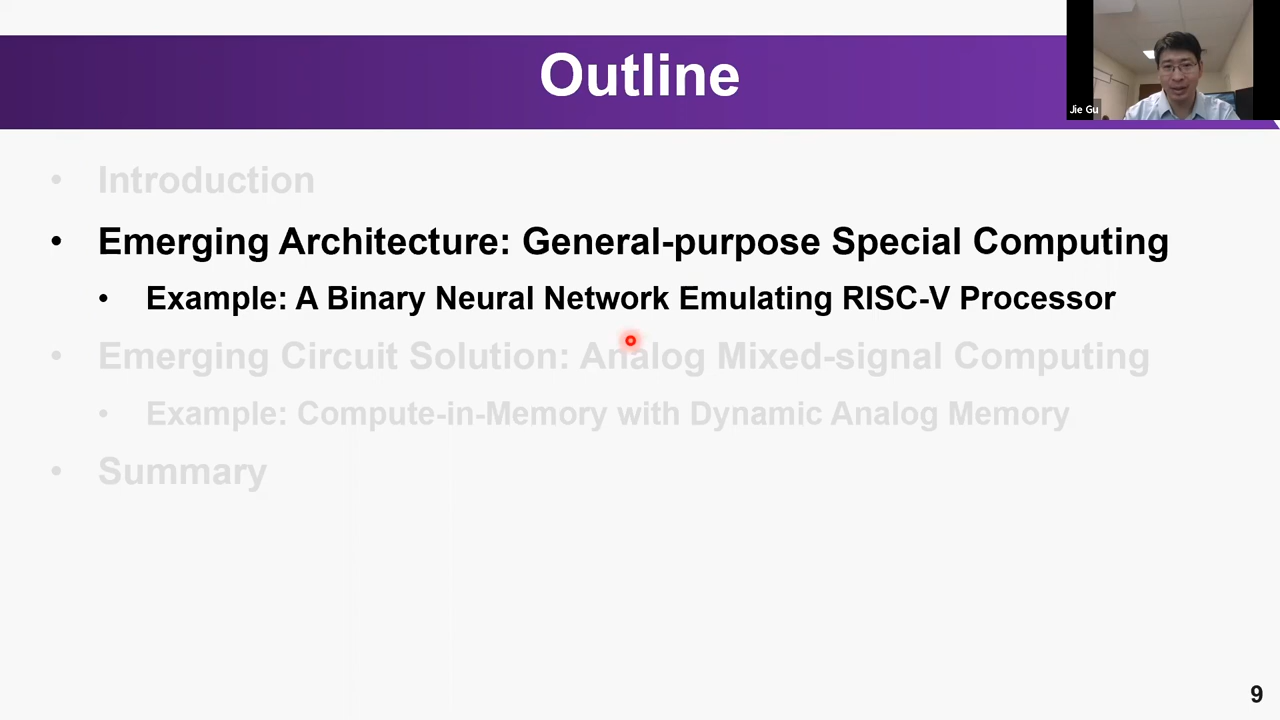 Outline
Jie Gu
• Introduction
• Emerging Architecture: General-purpose Special Computing
• Example: A Binary Neural Network Emulating RISC-V Processor
• Emerging Circuit Solution: Analog Mixed-signal Computing
• Example: Compute-in-Memory with Dynamic Analog Memory
• Summary
9